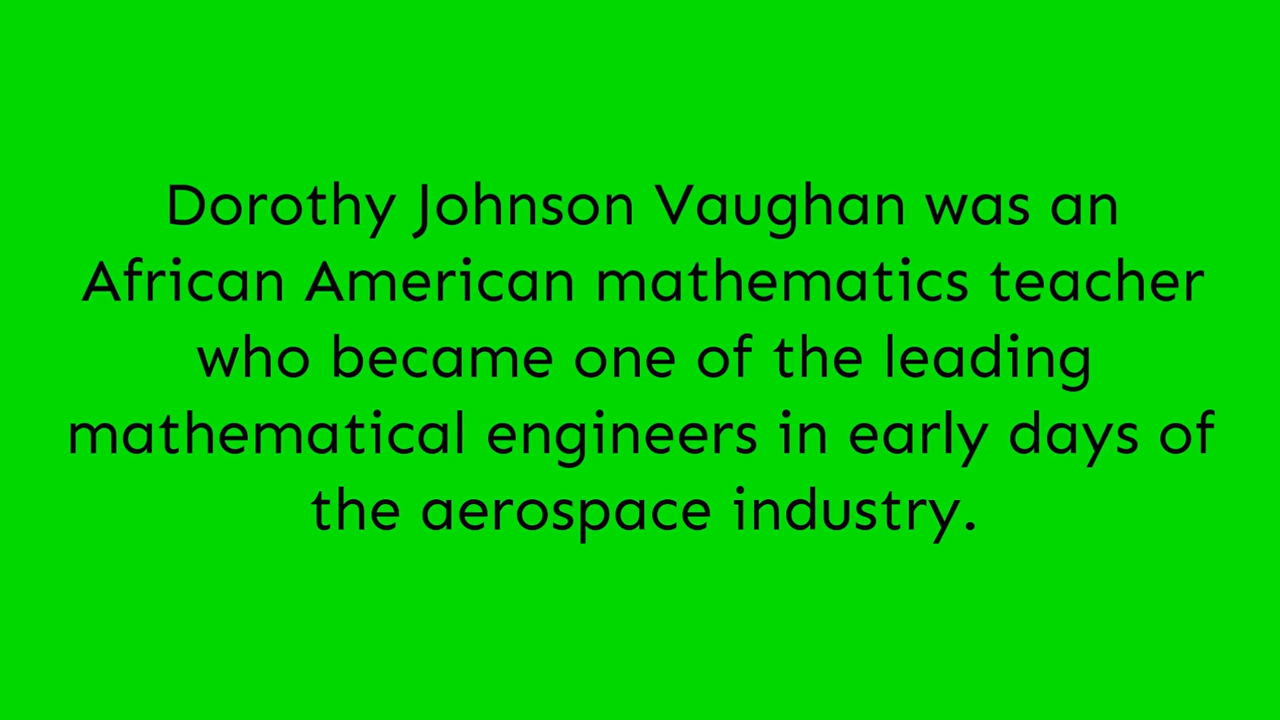 Dorothy Johnson Vaughan was an
African American mathematics teacher
who became one of the leading
mathematical engineers in early days of
the aerospace industry.